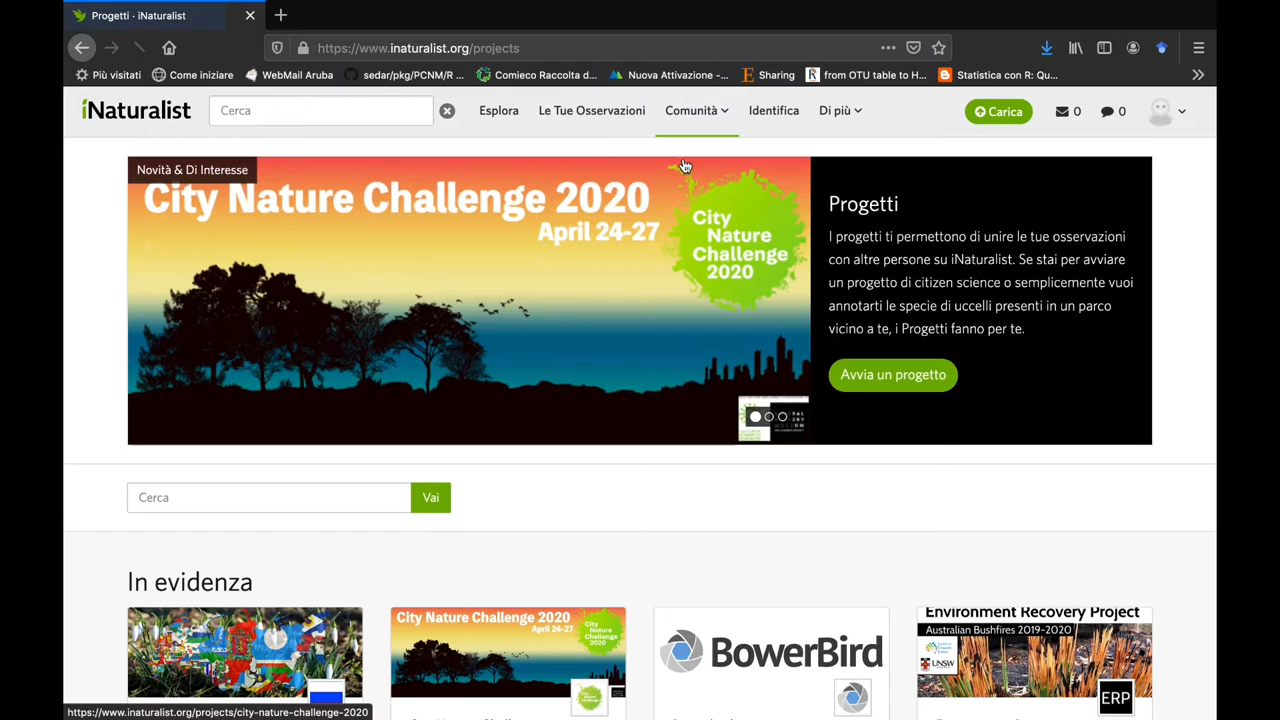 Progetti · iNaturalist
https://www.inaturalist.org/projects
Più visitati
Come iniziare
WebMail Aruba
sedar/pkg/PCNM/R ...
Comieco Raccolta d...
Nuova Attivazione -...
Sharing
from OTU table to H...
Statistica con R: Qu...
iNaturalist
Cerca
Esplora
Le Tue Osservazioni
Comunità
Identifica
Di più
Carica
0
0
Novità & Di Interesse
City Nature Challenge 2020
April 24-27
City
Nature
Challenge
2020
Progetti
I progetti ti permettono di unire le tue osservazioni
con altre persone su iNaturalist. Se stai per avviare
un progetto di citizen science o semplicemente vuoi
annotarti le specie di uccelli presenti in un parco
vicino a te, i Progetti fanno per te.
Avvia un progetto
Cerca
Vai
In evidenza
City Nature Challenge 2020
April 24-27
City
Nature
Challenge
2020
BowerBird
Environment Recovery Project
Australian Bushfires 2019-2020
UNSW
ERP
https://www.inaturalist.org/projects/city-nature-challenge-2020